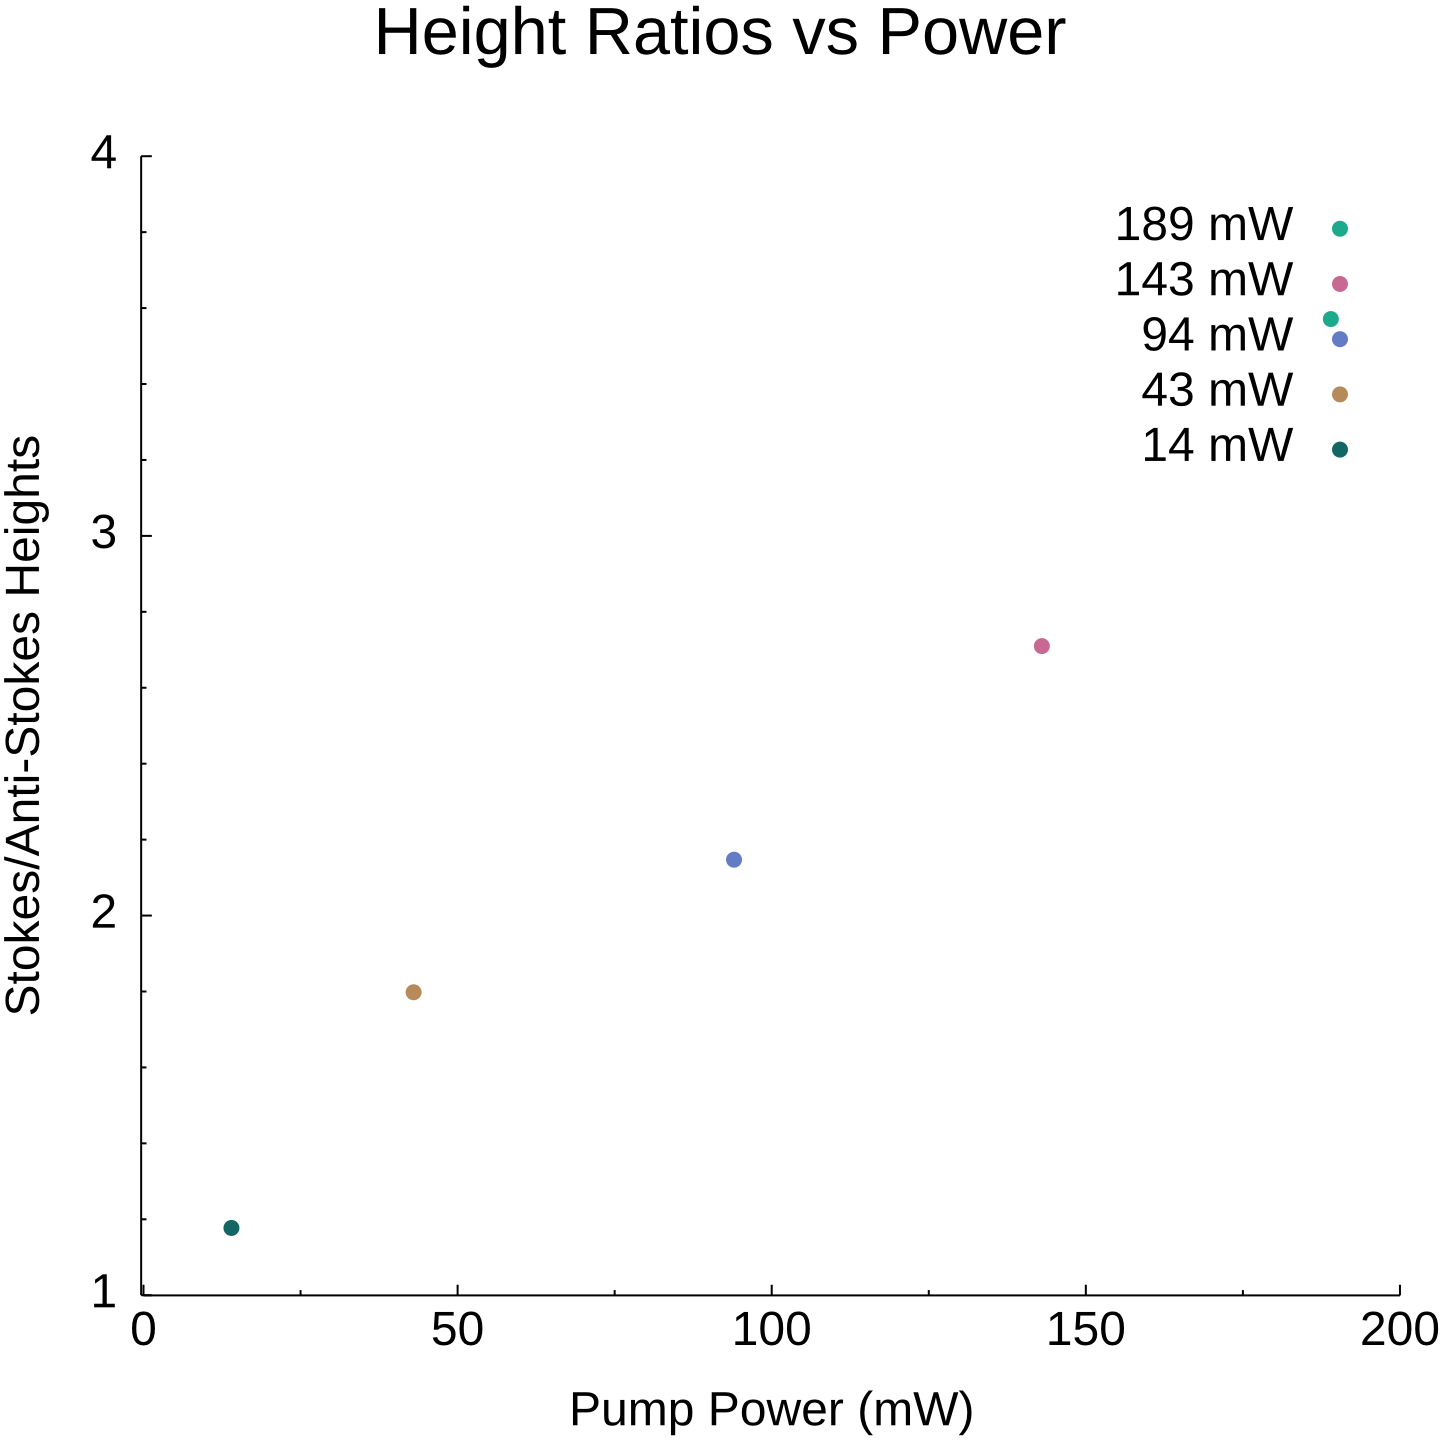 Height Ratios vs Power
4
189 mW
143 mW
94 mW
43 mW
14 mW
3
Stokes/Anti-Stokes Heights
2
1
0 50 100 150 200
Pump Power (mW)